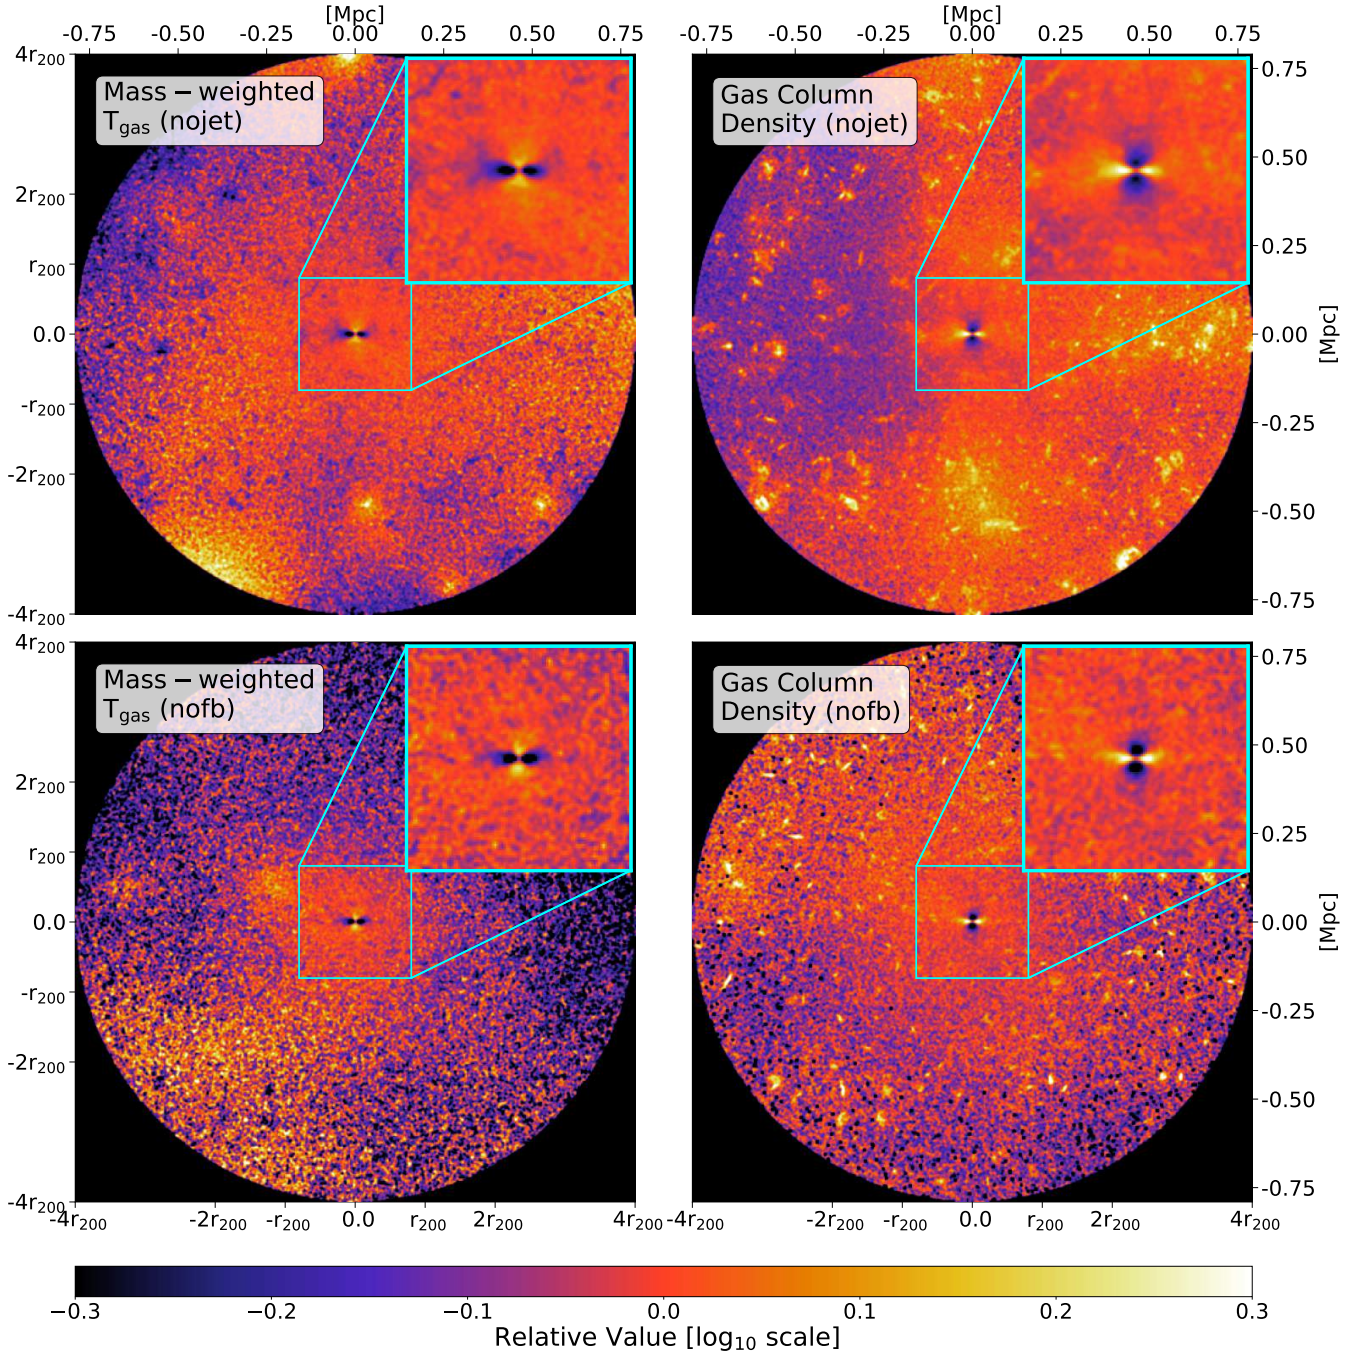 [Mpc] [Mpc]
-0.75 -0.50 -0.25 0.00 0.25 0.50 0.75 -0.75 -0.50 -0.25 0.00 0.25 0.50 0.75
4r₂₀₀
2r₂₀₀
r₂₀₀
0.0
-r₂₀₀
-2r₂₀₀
-4r₂₀₀
Mass − weighted
T_gas (nojet)
Gas Column
Density (nojet)
0.75
0.50
0.25
0.00
-0.25
-0.50
-0.75
[Mpc]
4r₂₀₀
2r₂₀₀
r₂₀₀
0.0
-r₂₀₀
-2r₂₀₀
-4r₂₀₀
Mass − weighted
T_gas (nofb)
Gas Column
Density (nofb)
0.75
0.50
0.25
0.00
-0.25
-0.50
-0.75
[Mpc]
-4r₂₀₀ -2r₂₀₀ -r₂₀₀ 0.0 r₂₀₀ 2r₂₀₀ 4r₂₀₀ -4r₂₀₀ -2r₂₀₀ -r₂₀₀ 0.0 r₂₀₀ 2r₂₀₀ 4r₂₀₀
−0.3 −0.2 −0.1 0.0 0.1 0.2 0.3
Relative Value [log₁₀ scale]